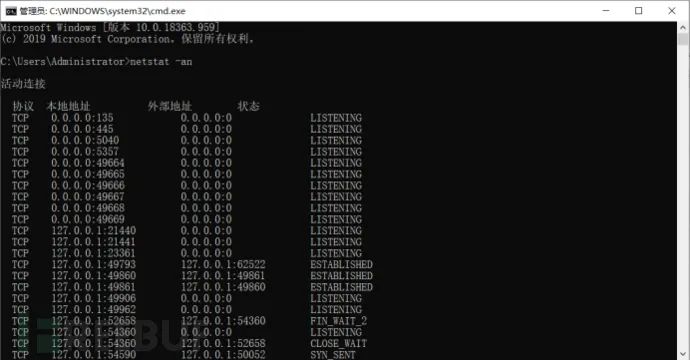 管理员: C:\WINDOWS\system32\cmd.exe
Microsoft Windows [版本 10.0.18363.959]
(c) 2019 Microsoft Corporation。保留所有权利。
C:\Users\Administrator>netstat -an
活动连接
协议 本地地址 外部地址 状态
TCP 0.0.0.0:135 0.0.0.0:0 LISTENING
TCP 0.0.0.0:445 0.0.0.0:0 LISTENING
TCP 0.0.0.0:5040 0.0.0.0:0 LISTENING
TCP 0.0.0.0:5357 0.0.0.0:0 LISTENING
TCP 0.0.0.0:49664 0.0.0.0:0 LISTENING
TCP 0.0.0.0:49665 0.0.0.0:0 LISTENING
TCP 0.0.0.0:49666 0.0.0.0:0 LISTENING
TCP 0.0.0.0:49667 0.0.0.0:0 LISTENING
TCP 0.0.0.0:49668 0.0.0.0:0 LISTENING
TCP 0.0.0.0:49669 0.0.0.0:0 LISTENING
TCP 127.0.0.1:21440 0.0.0.0:0 LISTENING
TCP 127.0.0.1:21441 0.0.0.0:0 LISTENING
TCP 127.0.0.1:23361 0.0.0.0:0 LISTENING
TCP 127.0.0.1:49793 127.0.0.1:62522 ESTABLISHED
TCP 127.0.0.1:49860 127.0.0.1:49861 ESTABLISHED
TCP 127.0.0.1:49861 127.0.0.1:49860 ESTABLISHED
TCP 127.0.0.1:49906 0.0.0.0:0 LISTENING
TCP 127.0.0.1:49962 0.0.0.0:0 LISTENING
TCP 127.0.0.1:52658 127.0.0.1:54360 FIN_WAIT_2
TCP 127.0.0.1:54360 0.0.0.0:0 LISTENING
TCP 127.0.0.1:54360 127.0.0.1:52658 CLOSE_WAIT
TCP 127.0.0.1:54590 127.0.0.1:50052 SYN_SENT